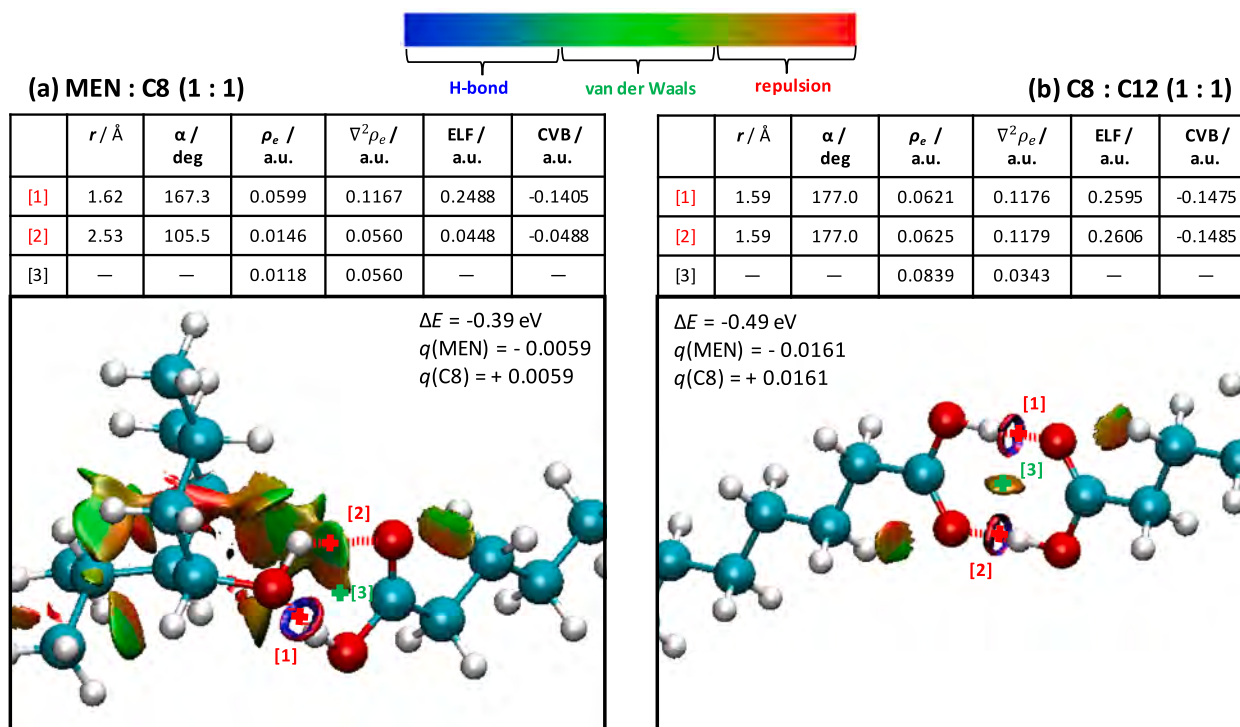 H-bond van der Waals repulsion
(a) MEN : C8 (1 : 1)
r / Å α / deg ρe / a.u. ∇²ρe / a.u. ELF / a.u. CVB / a.u.
[1] 1.62 167.3 0.0599 0.1167 0.2488 -0.1405
[2] 2.53 105.5 0.0146 0.0560 0.0448 -0.0488
[3] — — 0.0118 0.0560 — —
ΔE = -0.39 eV
q(MEN) = - 0.0059
q(C8) = + 0.0059
[2]
[3]
[1]
(b) C8 : C12 (1 : 1)
r / Å α / deg ρe / a.u. ∇²ρe / a.u. ELF / a.u. CVB / a.u.
[1] 1.59 177.0 0.0621 0.1176 0.2595 -0.1475
[2] 1.59 177.0 0.0625 0.1179 0.2606 -0.1485
[3] — — 0.0839 0.0343 — —
ΔE = -0.49 eV
q(MEN) = - 0.0161
q(C8) = + 0.0161
[1]
[3]
[2]